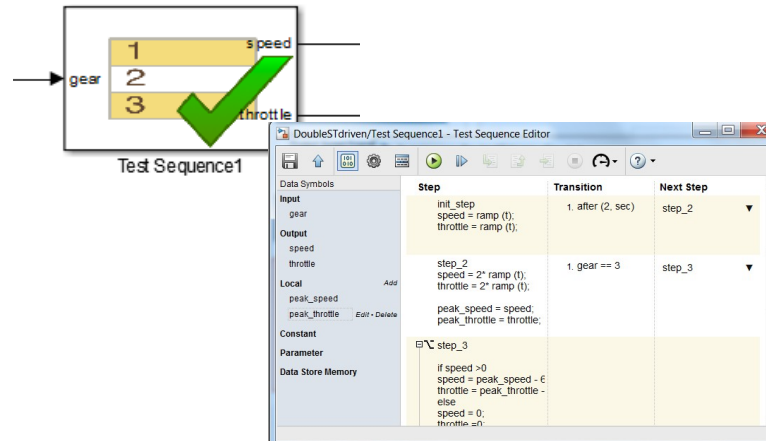 1
speed
gear
2
3
throttle
Test Sequence1
DoubleSTdriven/Test Sequence1 - Test Sequence Editor
Data Symbols
Step
Transition
Next Step
Input
gear
Output
speed
throttle
Local
Add
peak_speed
peak_throttle
Edit • Delete
Constant
Parameter
Data Store Memory
init_step
speed = ramp (t);
throttle = ramp (t);
1. after (2, sec)
step_2
step_2
speed = 2* ramp (t);
throttle = 2* ramp (t);
peak_speed = speed;
peak_throttle = throttle;
1. gear == 3
step_3
step_3
if speed >0
speed = peak_speed - 6
throttle = peak_throttle -
else
speed = 0;
throttle =0;